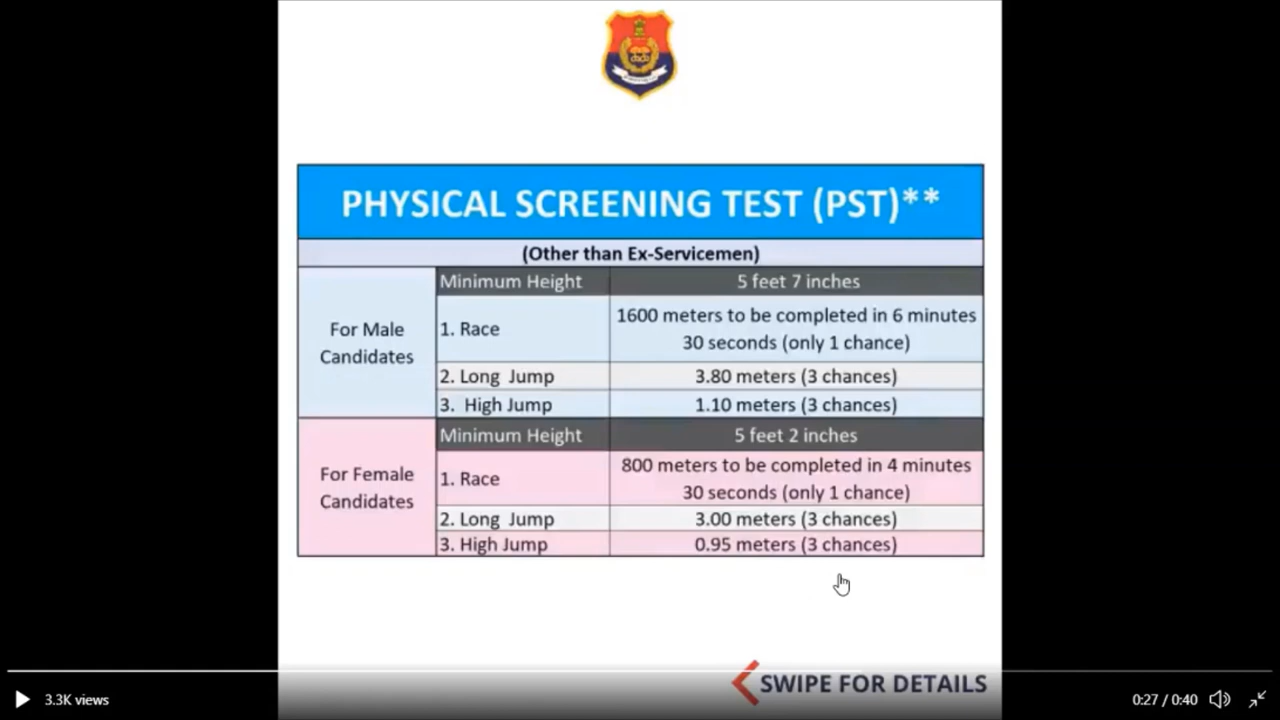 PHYSICAL SCREENING TEST (PST)**
(Other than Ex-Servicemen)
For Male
Candidates
Minimum Height 5 feet 7 inches
1. Race 1600 meters to be completed in 6 minutes
30 seconds (only 1 chance)
2. Long Jump 3.80 meters (3 chances)
3. High Jump 1.10 meters (3 chances)
For Female
Candidates
Minimum Height 5 feet 2 inches
1. Race 800 meters to be completed in 4 minutes
30 seconds (only 1 chance)
2. Long Jump 3.00 meters (3 chances)
3. High Jump 0.95 meters (3 chances)
SWIPE FOR DETAILS
3.3K views 0:27 / 0:40